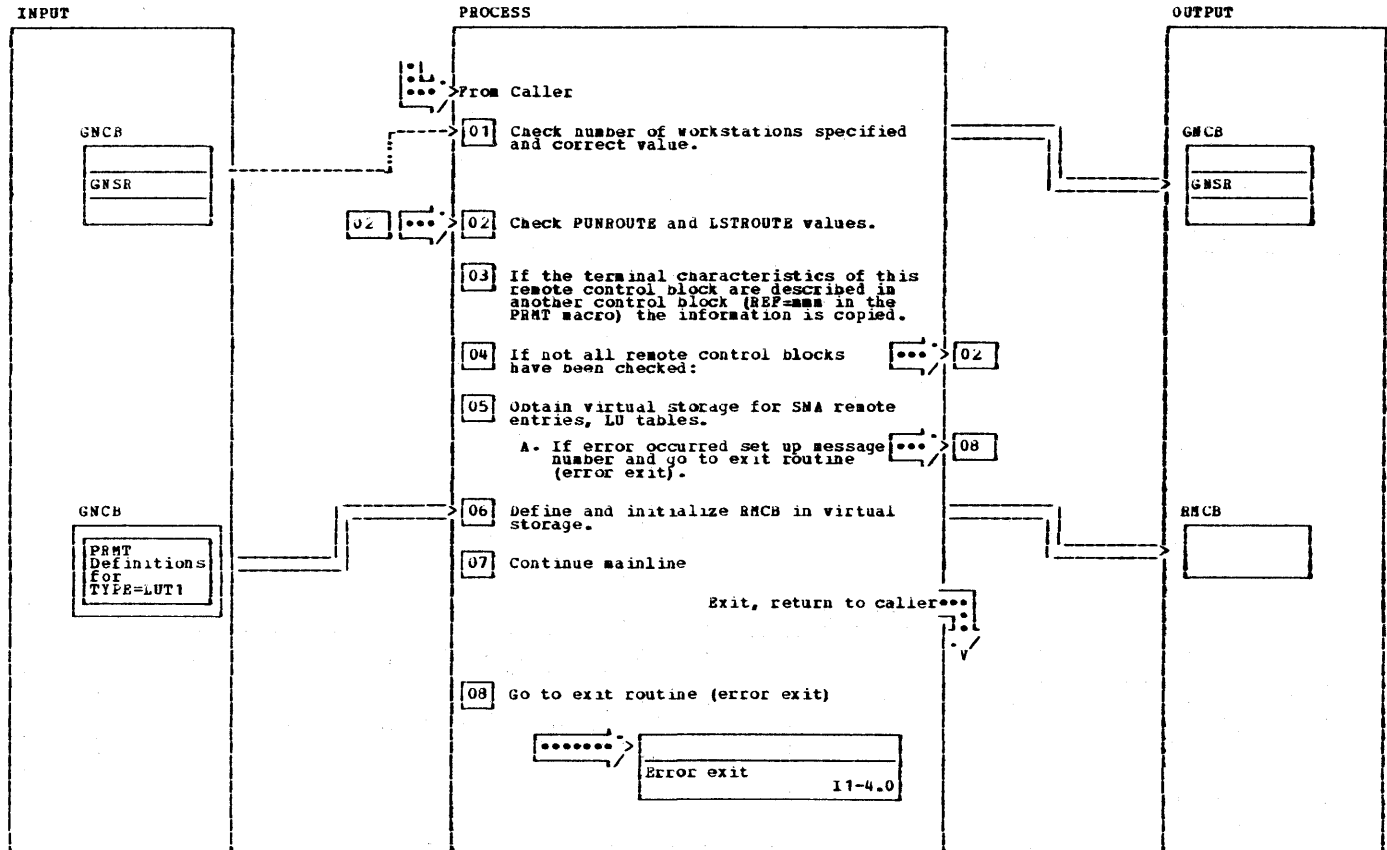 INPUT
PROCESS
OUTPUT
From Caller
GNCB
01 Check number of workstations specified
and correct value.
GNCB
GNSR
GNSR
02
02 Check PUNROUTE and LSTROUTE values.
03 If the terminal characteristics of this
remote control block are described in
another control block (REF=mmm in the
PRMT macro) the information is copied.
04 If not all remote control blocks
have been checked:
02
05 Obtain virtual storage for SNA remote
entries, LU tables.
A. If error occurred set up message
number and go to exit routine
(error exit).
08
GNCB
06 Define and initialize RMCB in virtual
storage.
RMCB
PRMT
Definitions
for
TYPE=LUT1
07 Continue mainline
Exit, return to caller
08 Go to exit routine (error exit)
Error exit
I1-4.0